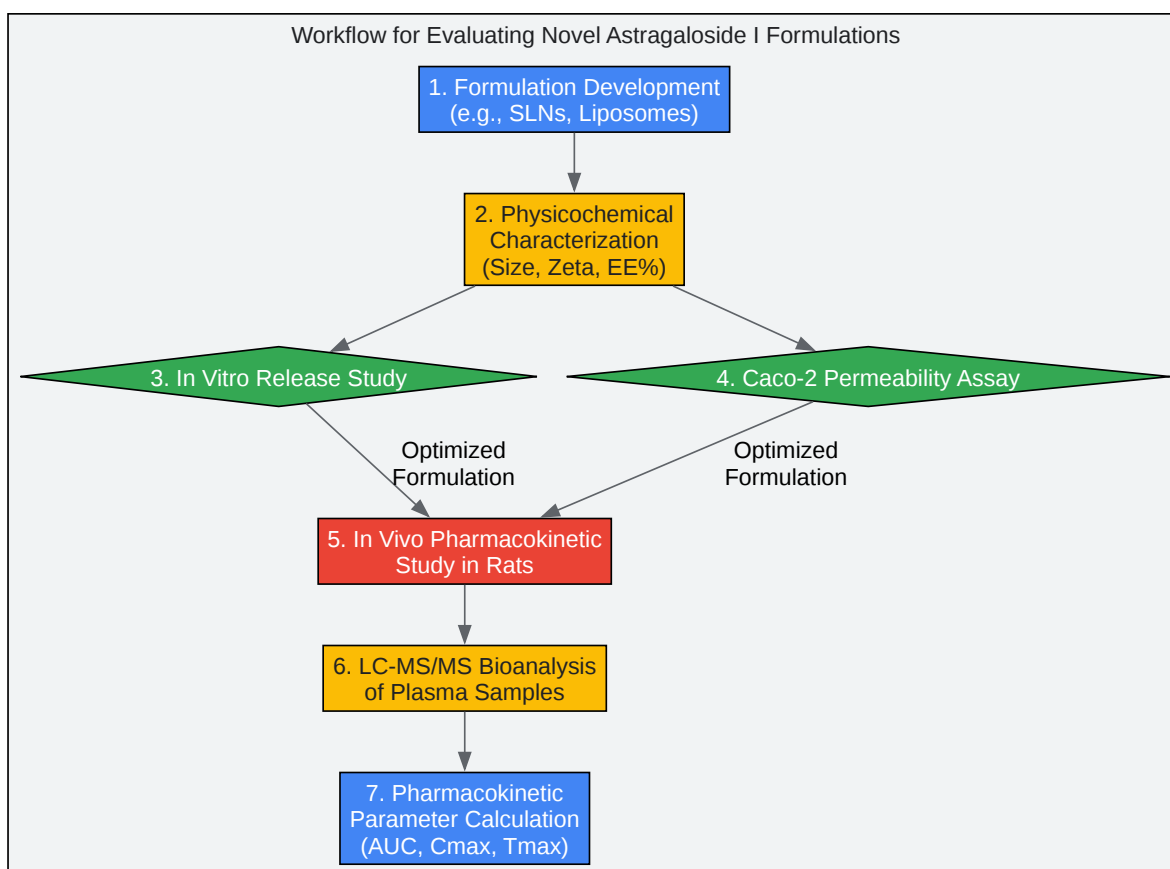 Workflow for Evaluating Novel Astragaloside I Formulations
1. Formulation Development
(e.g., SLNs, Liposomes)
2. Physicochemical
Characterization
(Size, Zeta, EE%)
3. In Vitro Release Study
4. Caco-2 Permeability Assay
Optimized
Formulation
Optimized
Formulation
5. In Vivo Pharmacokinetic
Study in Rats
6. LC-MS/MS Bioanalysis
of Plasma Samples
7. Pharmacokinetic
Parameter Calculation
(AUC, Cmax, Tmax)